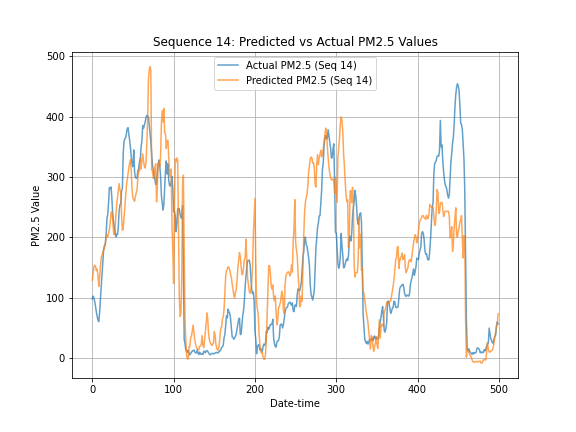 Sequence 14: Predicted vs Actual PM2.5 Values
Actual PM2.5 (Seq 14)
Predicted PM2.5 (Seq 14)
500
400
300
200
100
0
PM2.5 Value
0 100 200 300 400 500
Date-time